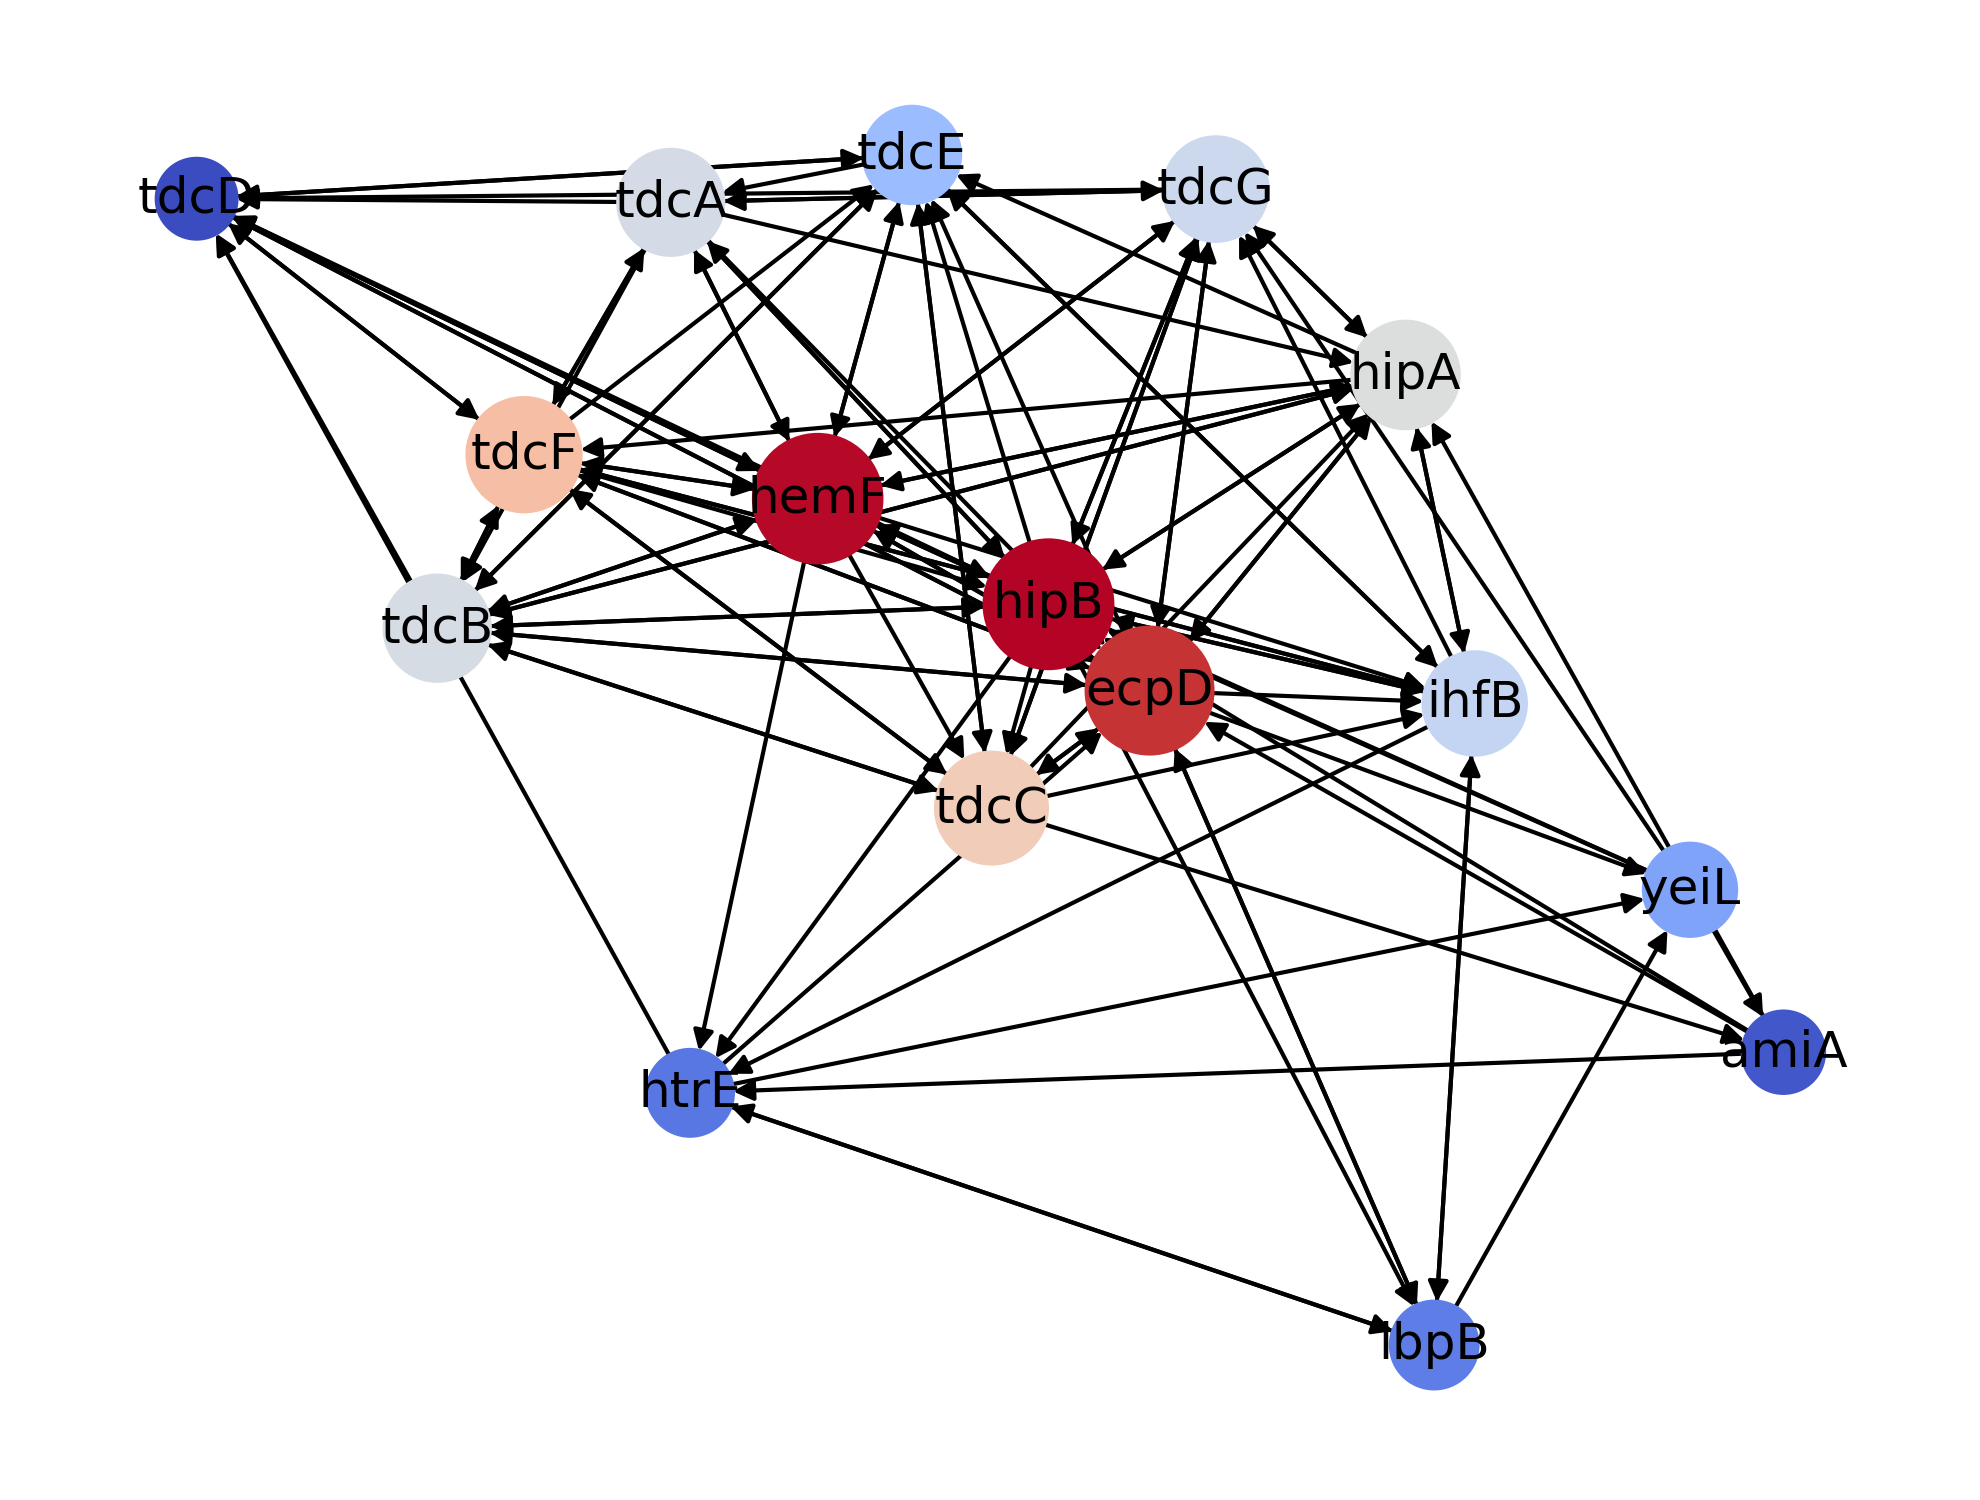 tdcE
tdcG
tdcD
tdcA
hipA
tdcF
hemF
hipB
tdcB
ecpD
ihfB
tdcC
yeiL
amiA
htrE
ibpB